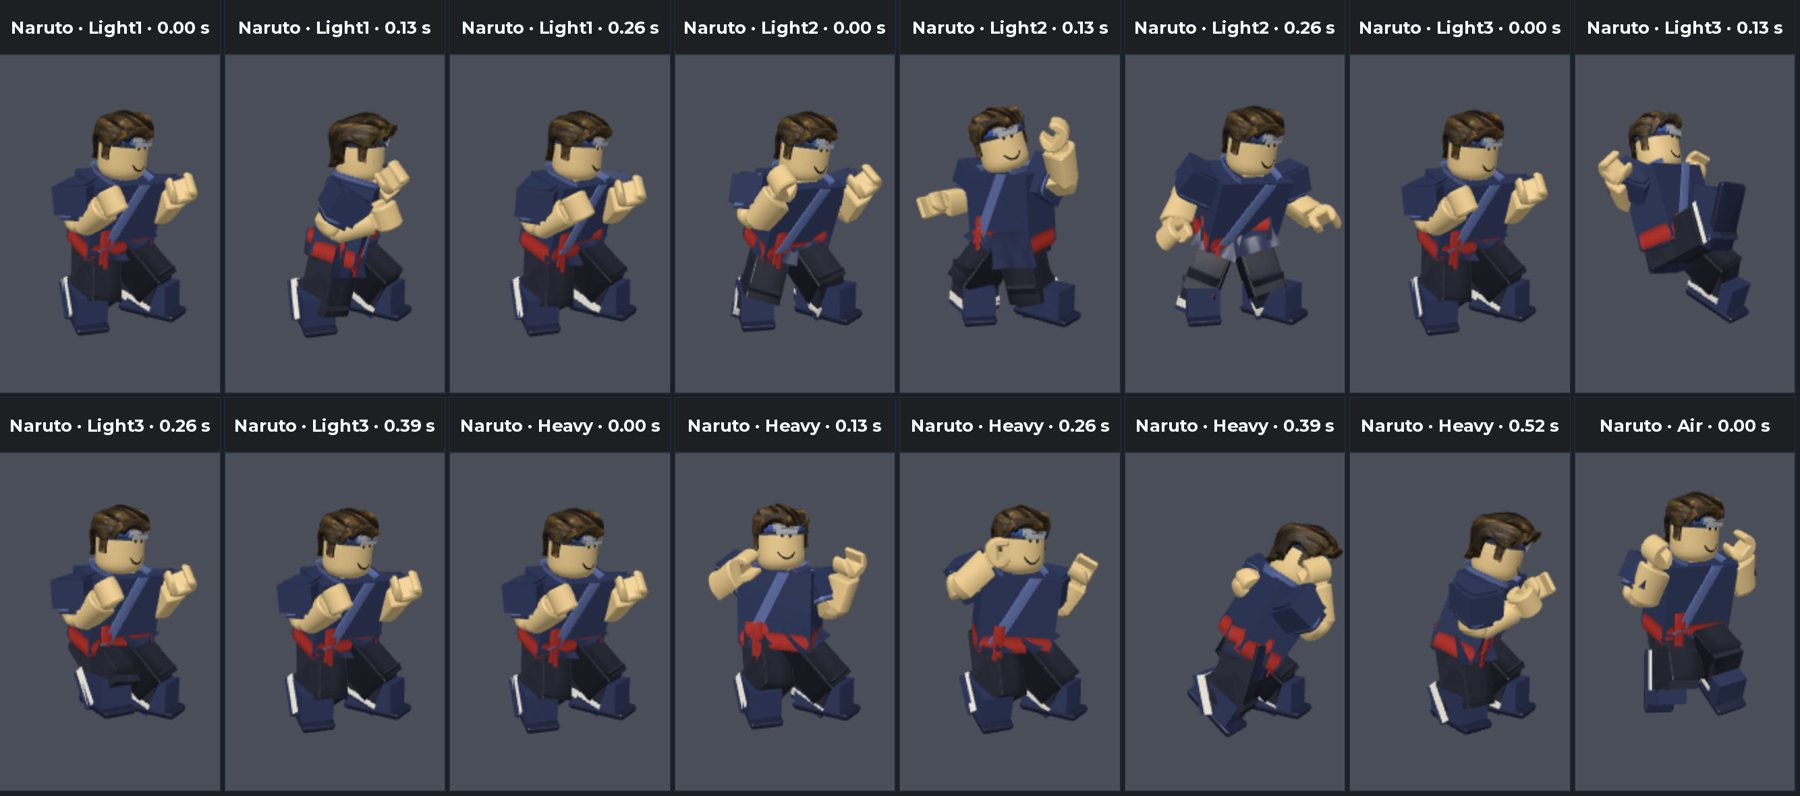 Naruto · Light1 · 0.00 s
Naruto · Light1 · 0.13 s
Naruto · Light1 · 0.26 s
Naruto · Light2 · 0.00 s
Naruto · Light2 · 0.13 s
Naruto · Light2 · 0.26 s
Naruto · Light3 · 0.00 s
Naruto · Light3 · 0.13 s
Naruto · Light3 · 0.26 s
Naruto · Light3 · 0.39 s
Naruto · Heavy · 0.00 s
Naruto · Heavy · 0.13 s
Naruto · Heavy · 0.26 s
Naruto · Heavy · 0.39 s
Naruto · Heavy · 0.52 s
Naruto · Air · 0.00 s